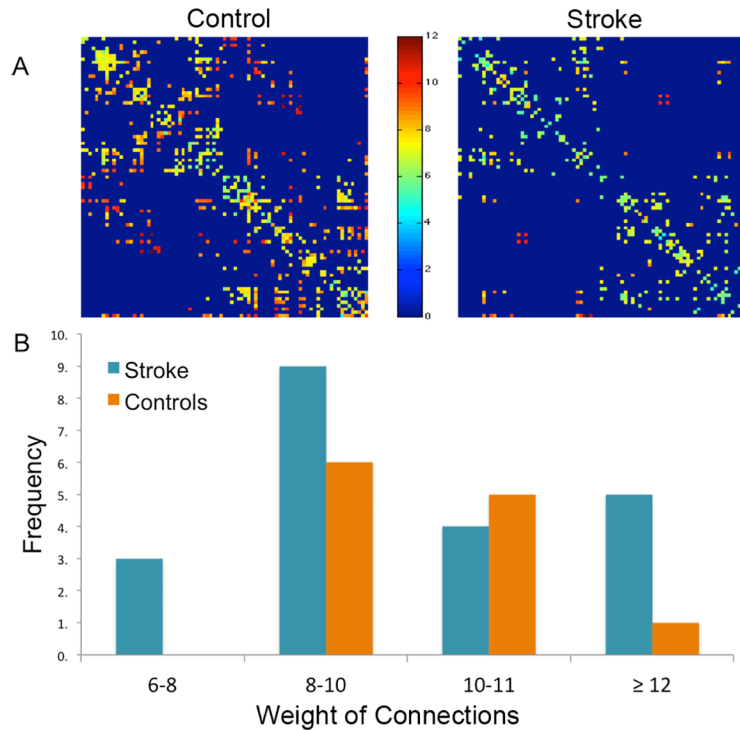 Control
Stroke
A
12
10
8
6
4
2
0
B
10.
9.
8.
7.
6.
5.
4.
3.
2.
1.
0.
Frequency
Stroke
Controls
6-8
8-10
10-11
≥ 12
Weight of Connections